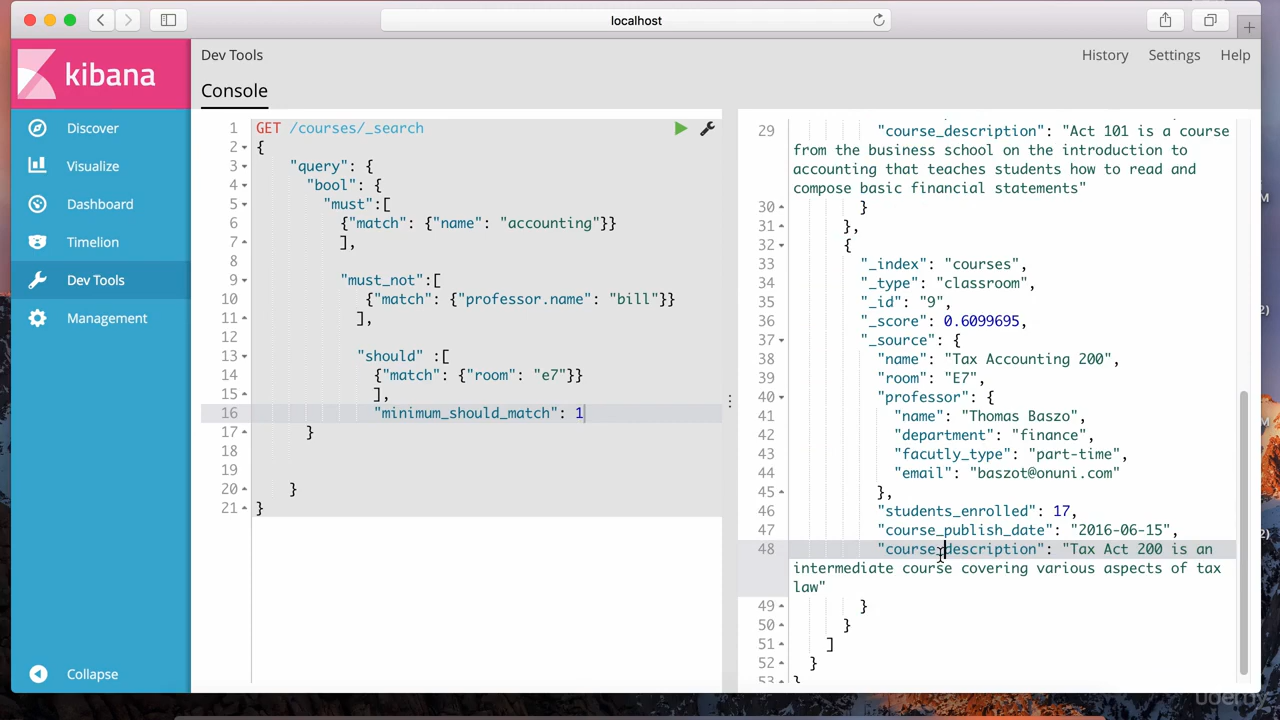 localhost
kibana
Dev Tools
History Settings Help
Console
Discover
Visualize
Dashboard
Timelion
Dev Tools
Management
Collapse
1 GET /courses/_search
2 {
3 "query": {
4 "bool": {
5 "must":[
6 {"match": {"name": "accounting"}}
7 ],
8
9 "must_not":[
10 {"match": {"professor.name": "bill"}}
11 ],
12
13 "should" :[
14 {"match": {"room": "e7"}}
15 ],
16 "minimum_should_match": 1
17 }
18
19
20 }
21 }
29 "course_description": "Act 101 is a course
from the business school on the introduction to
accounting that teaches students how to read and
compose basic financial statements"
30 }
31 },
32 {
33 "_index": "courses",
34 "_type": "classroom",
35 "_id": "9",
36 "_score": 0.6099695,
37 "_source": {
38 "name": "Tax Accounting 200",
39 "room": "E7",
40 "professor": {
41 "name": "Thomas Baszo",
42 "department": "finance",
43 "facutly_type": "part-time",
44 "email": "baszot@onuni.com"
45 },
46 "students_enrolled": 17,
47 "course_publish_date": "2016-06-15",
48 "course_description": "Tax Act 200 is an
intermediate course covering various aspects of tax
law"
49 }
50 }
51 ]
52 }
53 }
udemy